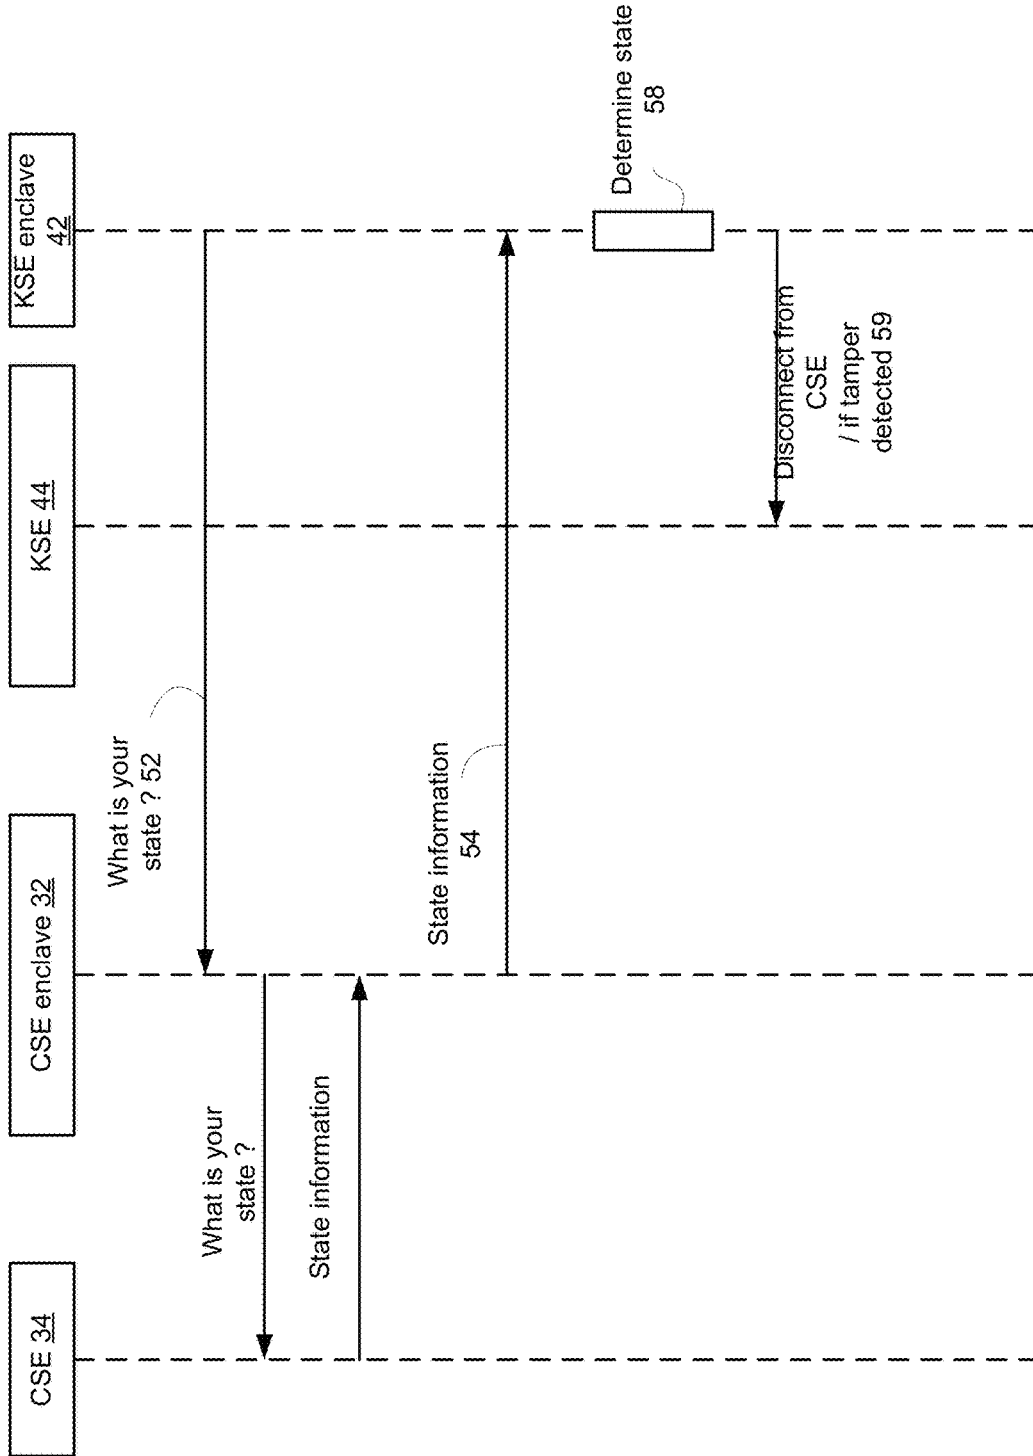 CSE 34
CSE enclave 32
KSE 44
KSE enclave
42
What is your
state ? 52
What is your
state ?
State information
State information
54
Determine state
58
Disconnect from
CSE
/ if tamper
detected 59